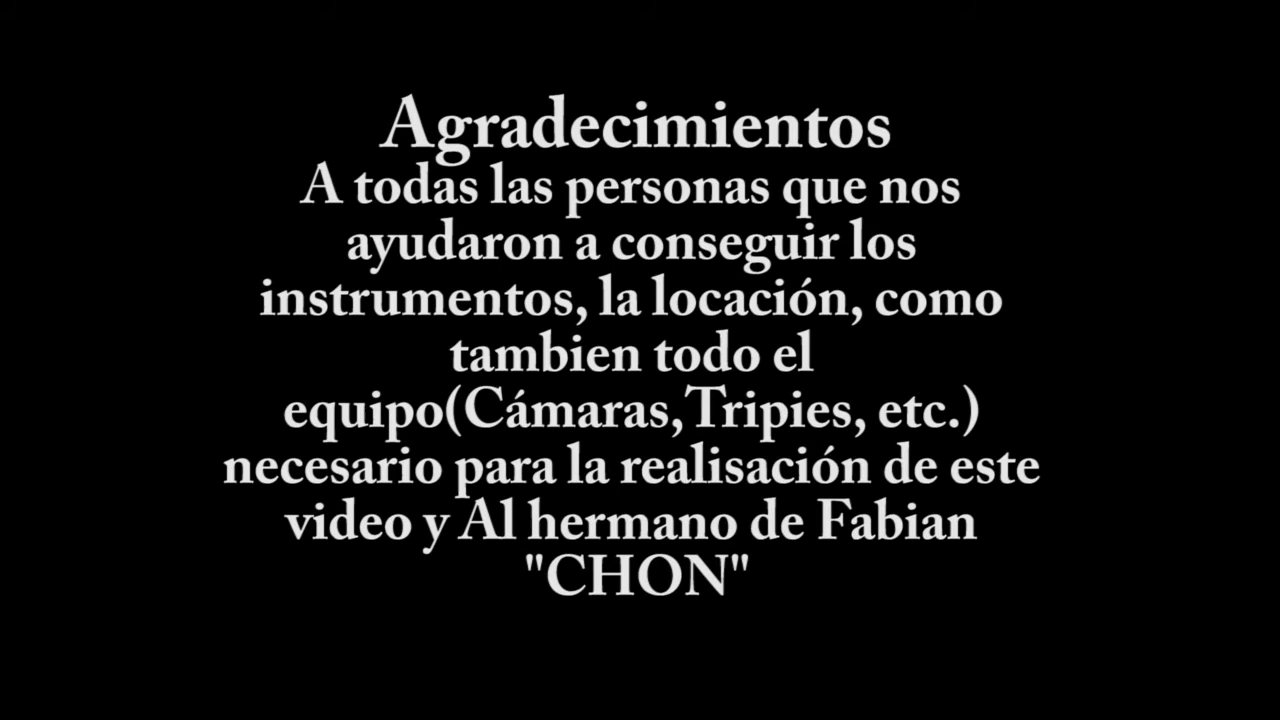 Agradecimientos
A todas las personas que nos
ayudaron a conseguir los
instrumentos, la locación, como
tambien todo el
equipo(Cámaras,Tripies, etc.)
necesario para la realisación de este
video y Al hermano de Fabian
"CHON"